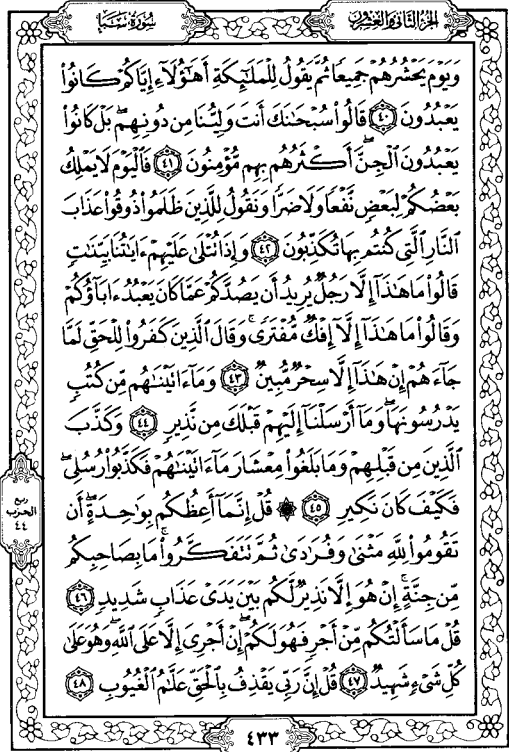 سُورَةُ سَبَإٍ
الجزء الثاني والعشرون
وَيَوْمَ يَحْشُرُهُمْ جَمِيعًا ثُمَّ يَقُولُ لِلْمَلَٰٓئِكَةِ أَهَٰٓؤُلَآءِ إِيَّاكُمْ كَانُوا۟
يَعْبُدُونَ ٤٠ قَالُوا۟ سُبْحَٰنَكَ أَنتَ وَلِيُّنَا مِن دُونِهِم ۖ بَلْ كَانُوا۟
يَعْبُدُونَ ٱلْجِنَّ ۖ أَكْثَرُهُم بِهِم مُّؤْمِنُونَ ٤١ فَٱلْيَوْمَ لَا يَمْلِكُ
بَعْضُكُمْ لِبَعْضٍ نَّفْعًا وَلَا ضَرًّا وَنَقُولُ لِلَّذِينَ ظَلَمُوا۟ ذُوقُوا۟ عَذَابَ
ٱلنَّارِ ٱلَّتِى كُنتُم بِهَا تُكَذِّبُونَ ٤٢ وَإِذَا تُتْلَىٰ عَلَيْهِمْ ءَايَٰتُنَا بَيِّنَٰتٍ
قَالُوا۟ مَا هَٰذَآ إِلَّا رَجُلٌ يُرِيدُ أَن يَصُدَّكُمْ عَمَّا كَانَ يَعْبُدُ ءَابَآؤُكُمْ
وَقَالُوا۟ مَا هَٰذَآ إِلَّآ إِفْكٌ مُّفْتَرًى ۚ وَقَالَ ٱلَّذِينَ كَفَرُوا۟ لِلْحَقِّ لَمَّا
جَآءَهُمْ إِنْ هَٰذَآ إِلَّا سِحْرٌ مُّبِينٌ ٤٣ وَمَآ ءَاتَيْنَٰهُم مِّن كُتُبٍ
يَدْرُسُونَهَا ۖ وَمَآ أَرْسَلْنَآ إِلَيْهِمْ قَبْلَكَ مِن نَّذِيرٍ ٤٤ وَكَذَّبَ
ٱلَّذِينَ مِن قَبْلِهِمْ وَمَا بَلَغُوا۟ مِعْشَارَ مَآ ءَاتَيْنَٰهُمْ فَكَذَّبُوا۟ رُسُلِى ۖ
فَكَيْفَ كَانَ نَكِيرِ ٤٥ ۞ قُلْ إِنَّمَآ أَعِظُكُم بِوَٰحِدَةٍ ۖ أَن
تَقُومُوا۟ لِلَّهِ مَثْنَىٰ وَفُرَٰدَىٰ ثُمَّ تَتَفَكَّرُوا۟ ۚ مَا بِصَاحِبِكُم
مِّن جِنَّةٍ ۚ إِنْ هُوَ إِلَّا نَذِيرٌ لَّكُم بَيْنَ يَدَىْ عَذَابٍ شَدِيدٍ ٤٦
قُلْ مَا سَأَلْتُكُم مِّنْ أَجْرٍ فَهُوَ لَكُمْ ۖ إِنْ أَجْرِىَ إِلَّا عَلَى ٱللَّهِ ۖ وَهُوَ عَلَىٰ
كُلِّ شَىْءٍ شَهِيدٌ ٤٧ قُلْ إِنَّ رَبِّى يَقْذِفُ بِٱلْحَقِّ عَلَّٰمُ ٱلْغُيُوبِ ٤٨
ربع
الحزب
٤٤
٤٣٣